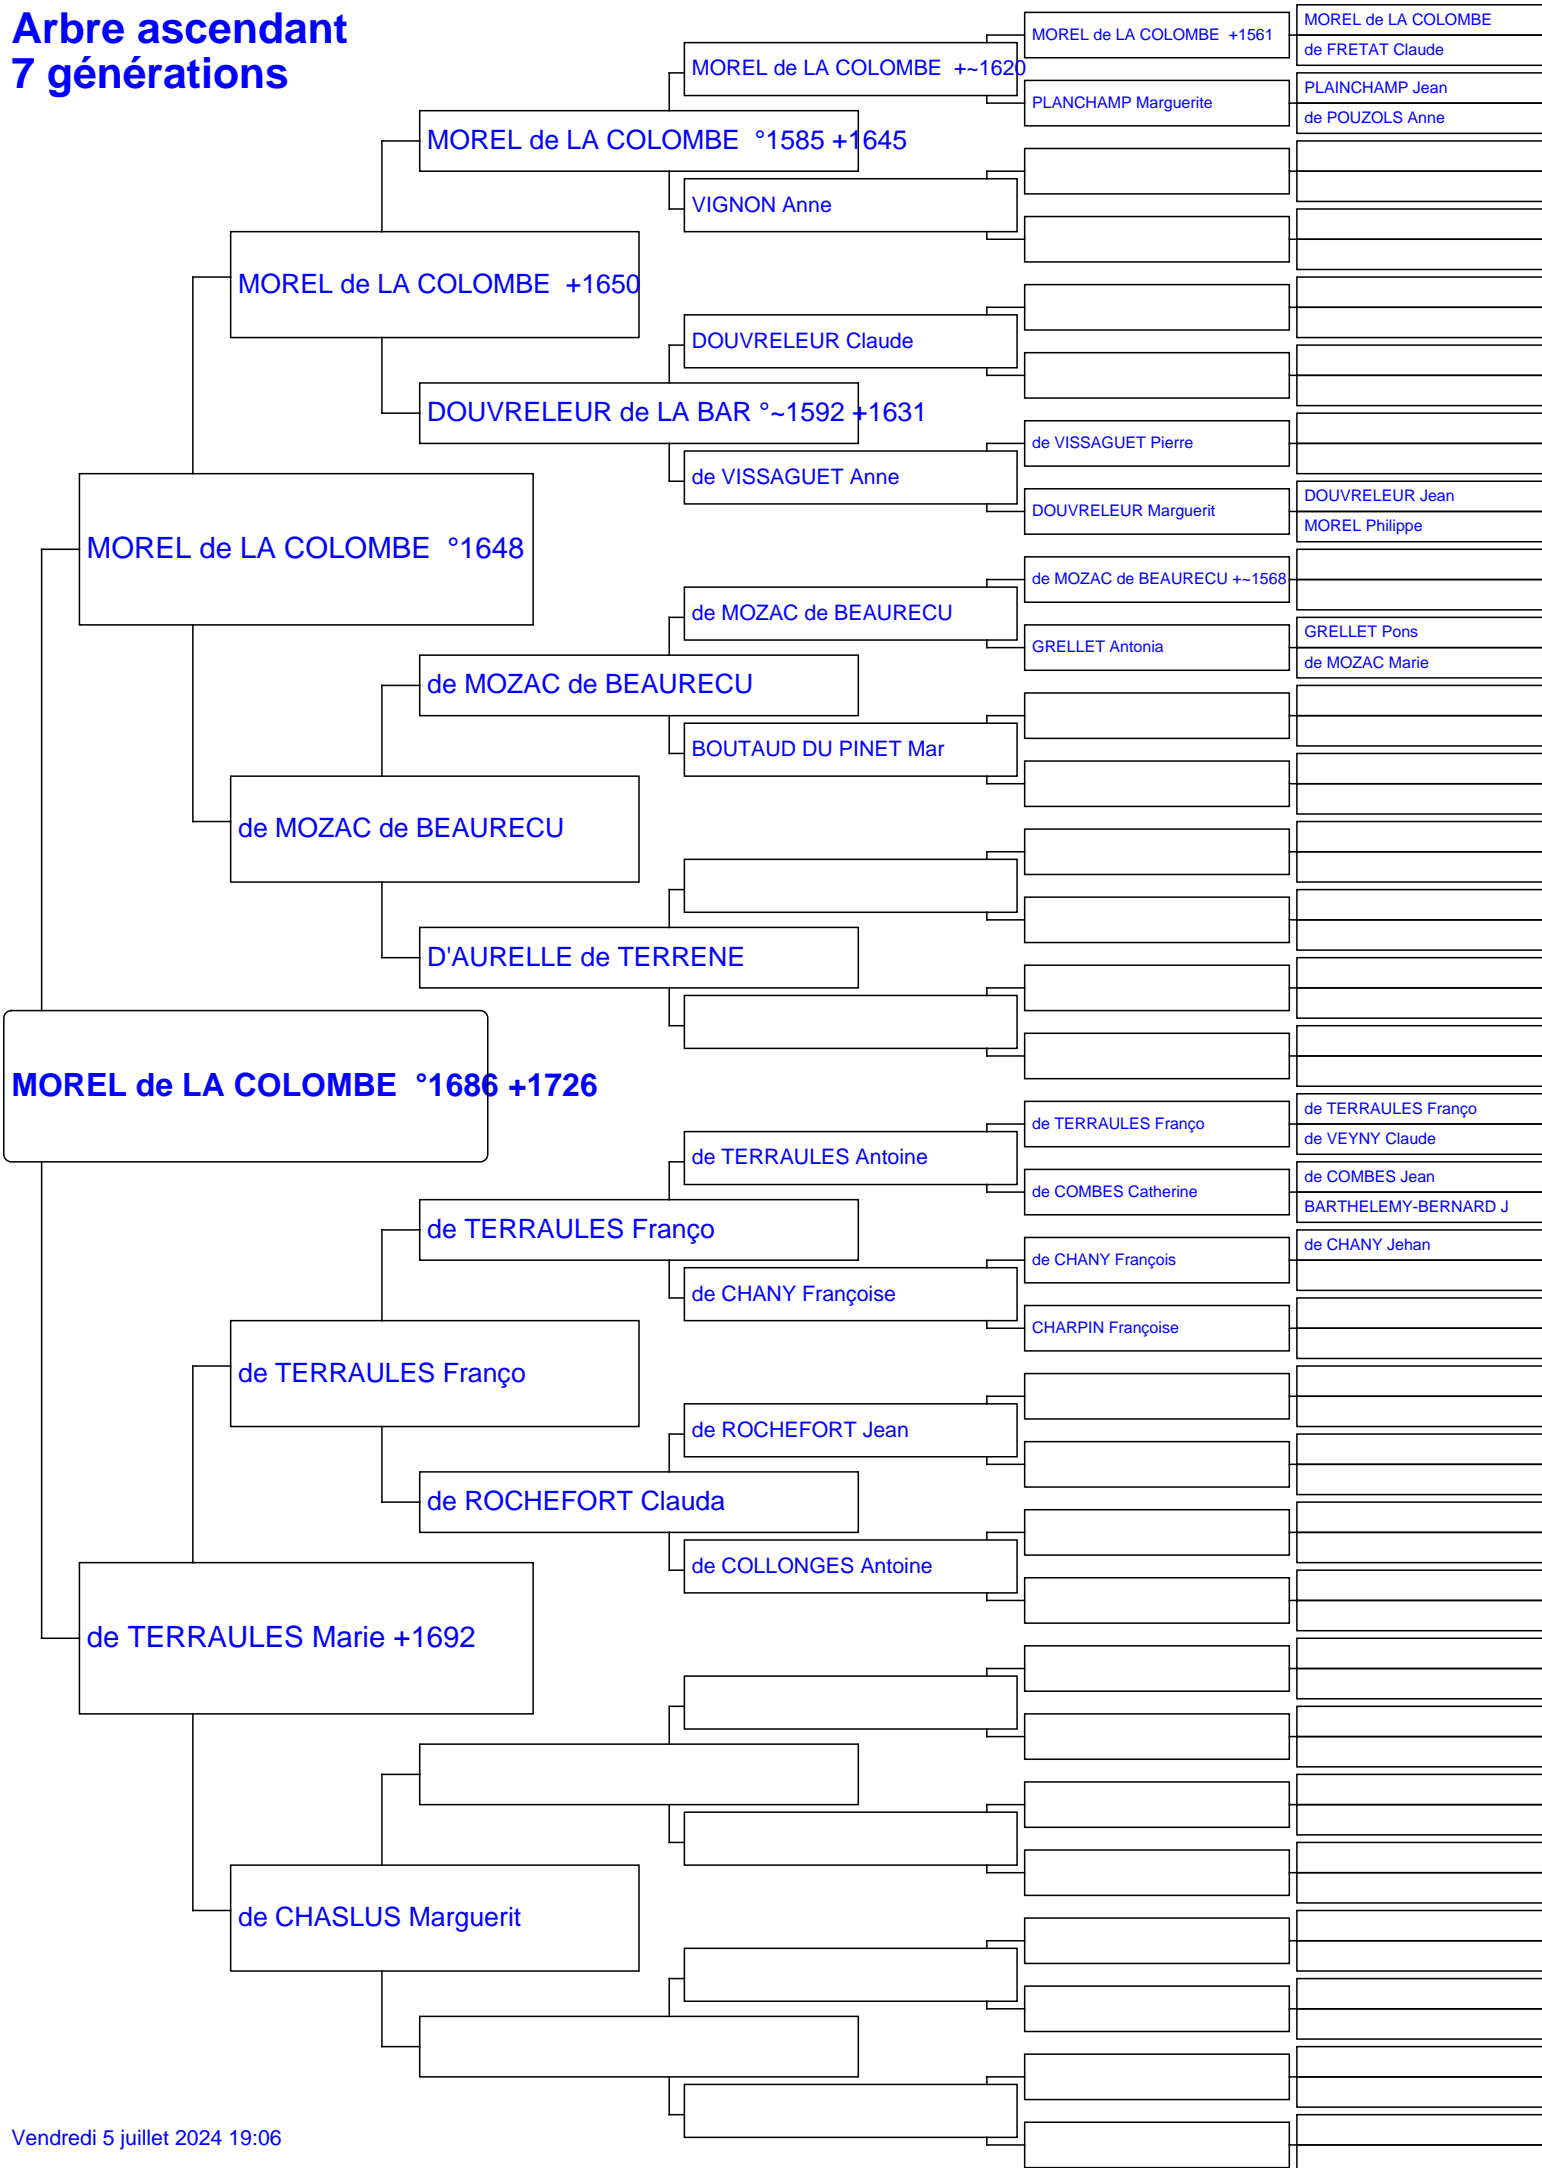 Arbre ascendant
7 générations
MOREL de LA COLOMBE +1561
MOREL de LA COLOMBE
de FRETAT Claude
MOREL de LA COLOMBE +~1620
PLANCHAMP Marguerite
PLAINCHAMP Jean
de POUZOLS Anne
MOREL de LA COLOMBE °1585 +1645
VIGNON Anne
MOREL de LA COLOMBE +1650
DOUVRELEUR Claude
DOUVRELEUR de LA BAR °~1592 +1631
de VISSAGUET Pierre
de VISSAGUET Anne
DOUVRELEUR Marguerit
DOUVRELEUR Jean
MOREL Philippe
MOREL de LA COLOMBE °1648
de MOZAC de BEAURECU +~1568
de MOZAC de BEAURECU
GRELLET Antonia
GRELLET Pons
de MOZAC Marie
de MOZAC de BEAURECU
BOUTAUD DU PINET Mar
de MOZAC de BEAURECU
D'AURELLE de TERRENE
MOREL de LA COLOMBE °1686 +1726
de TERRAULES Franço
de TERRAULES Franço
de VEYNY Claude
de TERRAULES Antoine
de COMBES Catherine
de COMBES Jean
BARTHELEMY-BERNARD J
de TERRAULES Franço
de CHANY François
de CHANY Jehan
de CHANY Françoise
CHARPIN Françoise
de TERRAULES Franço
de ROCHEFORT Jean
de ROCHEFORT Clauda
de COLLONGES Antoine
de TERRAULES Marie +1692
de CHASLUS Marguerit
Vendredi 5 juillet 2024 19:06